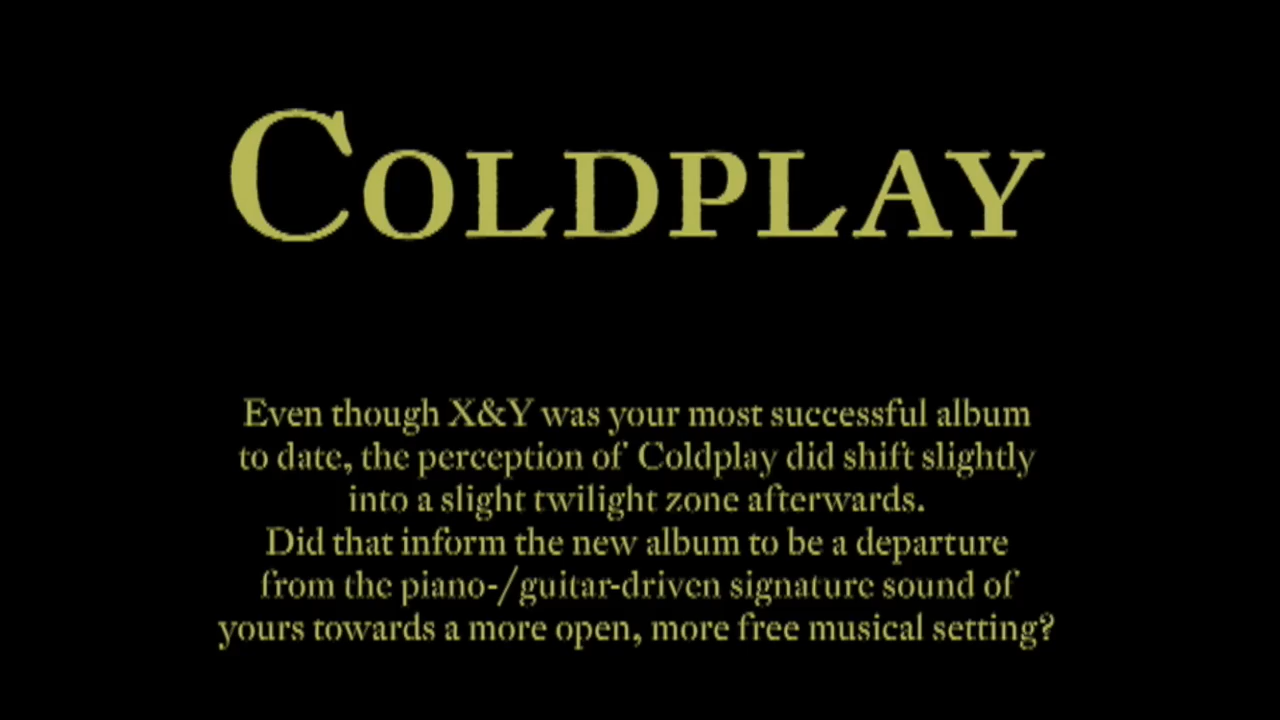 COLDPLAY
Even though X&Y was your most successful album
to date, the perception of Coldplay did shift slightly
into a slight twilight zone afterwards.
Did that inform the new album to be a departure
from the piano-/guitar-driven signature sound of
yours towards a more open, more free musical setting?